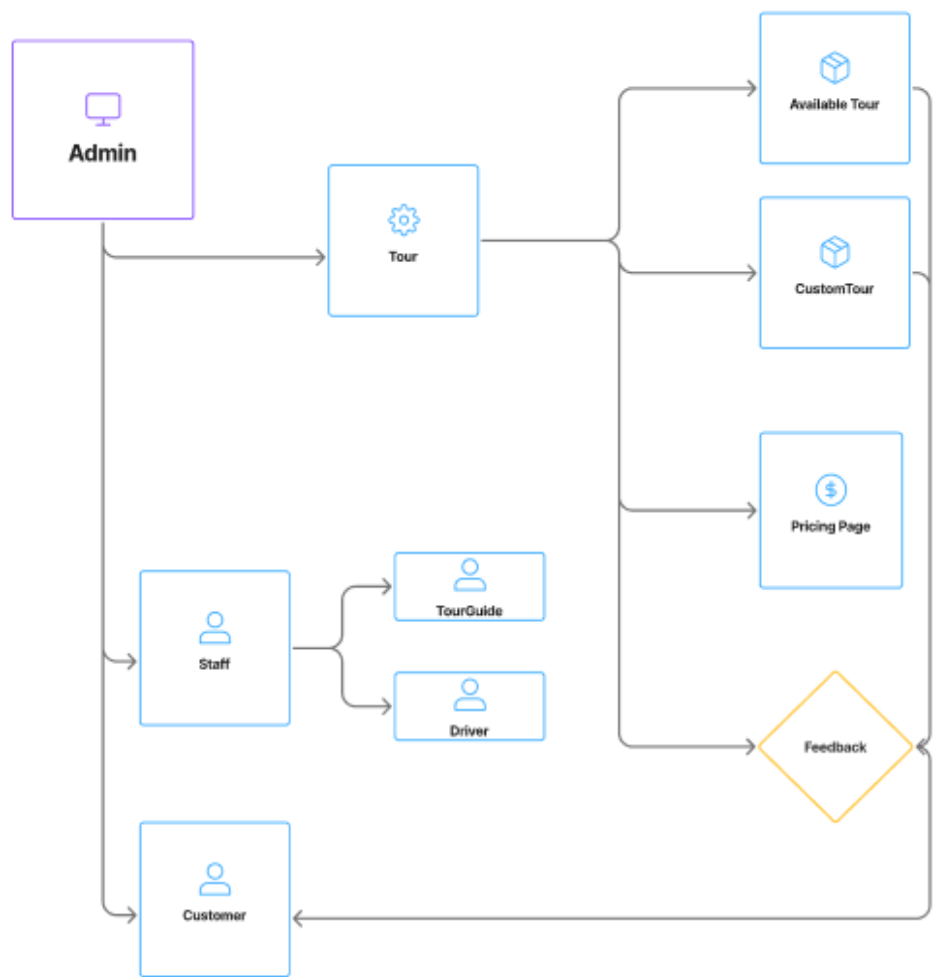 Admin
Tour
Available Tour
CustomTour
$
Pricing Page
Staff
TourGuide
Driver
Feedback
Customer